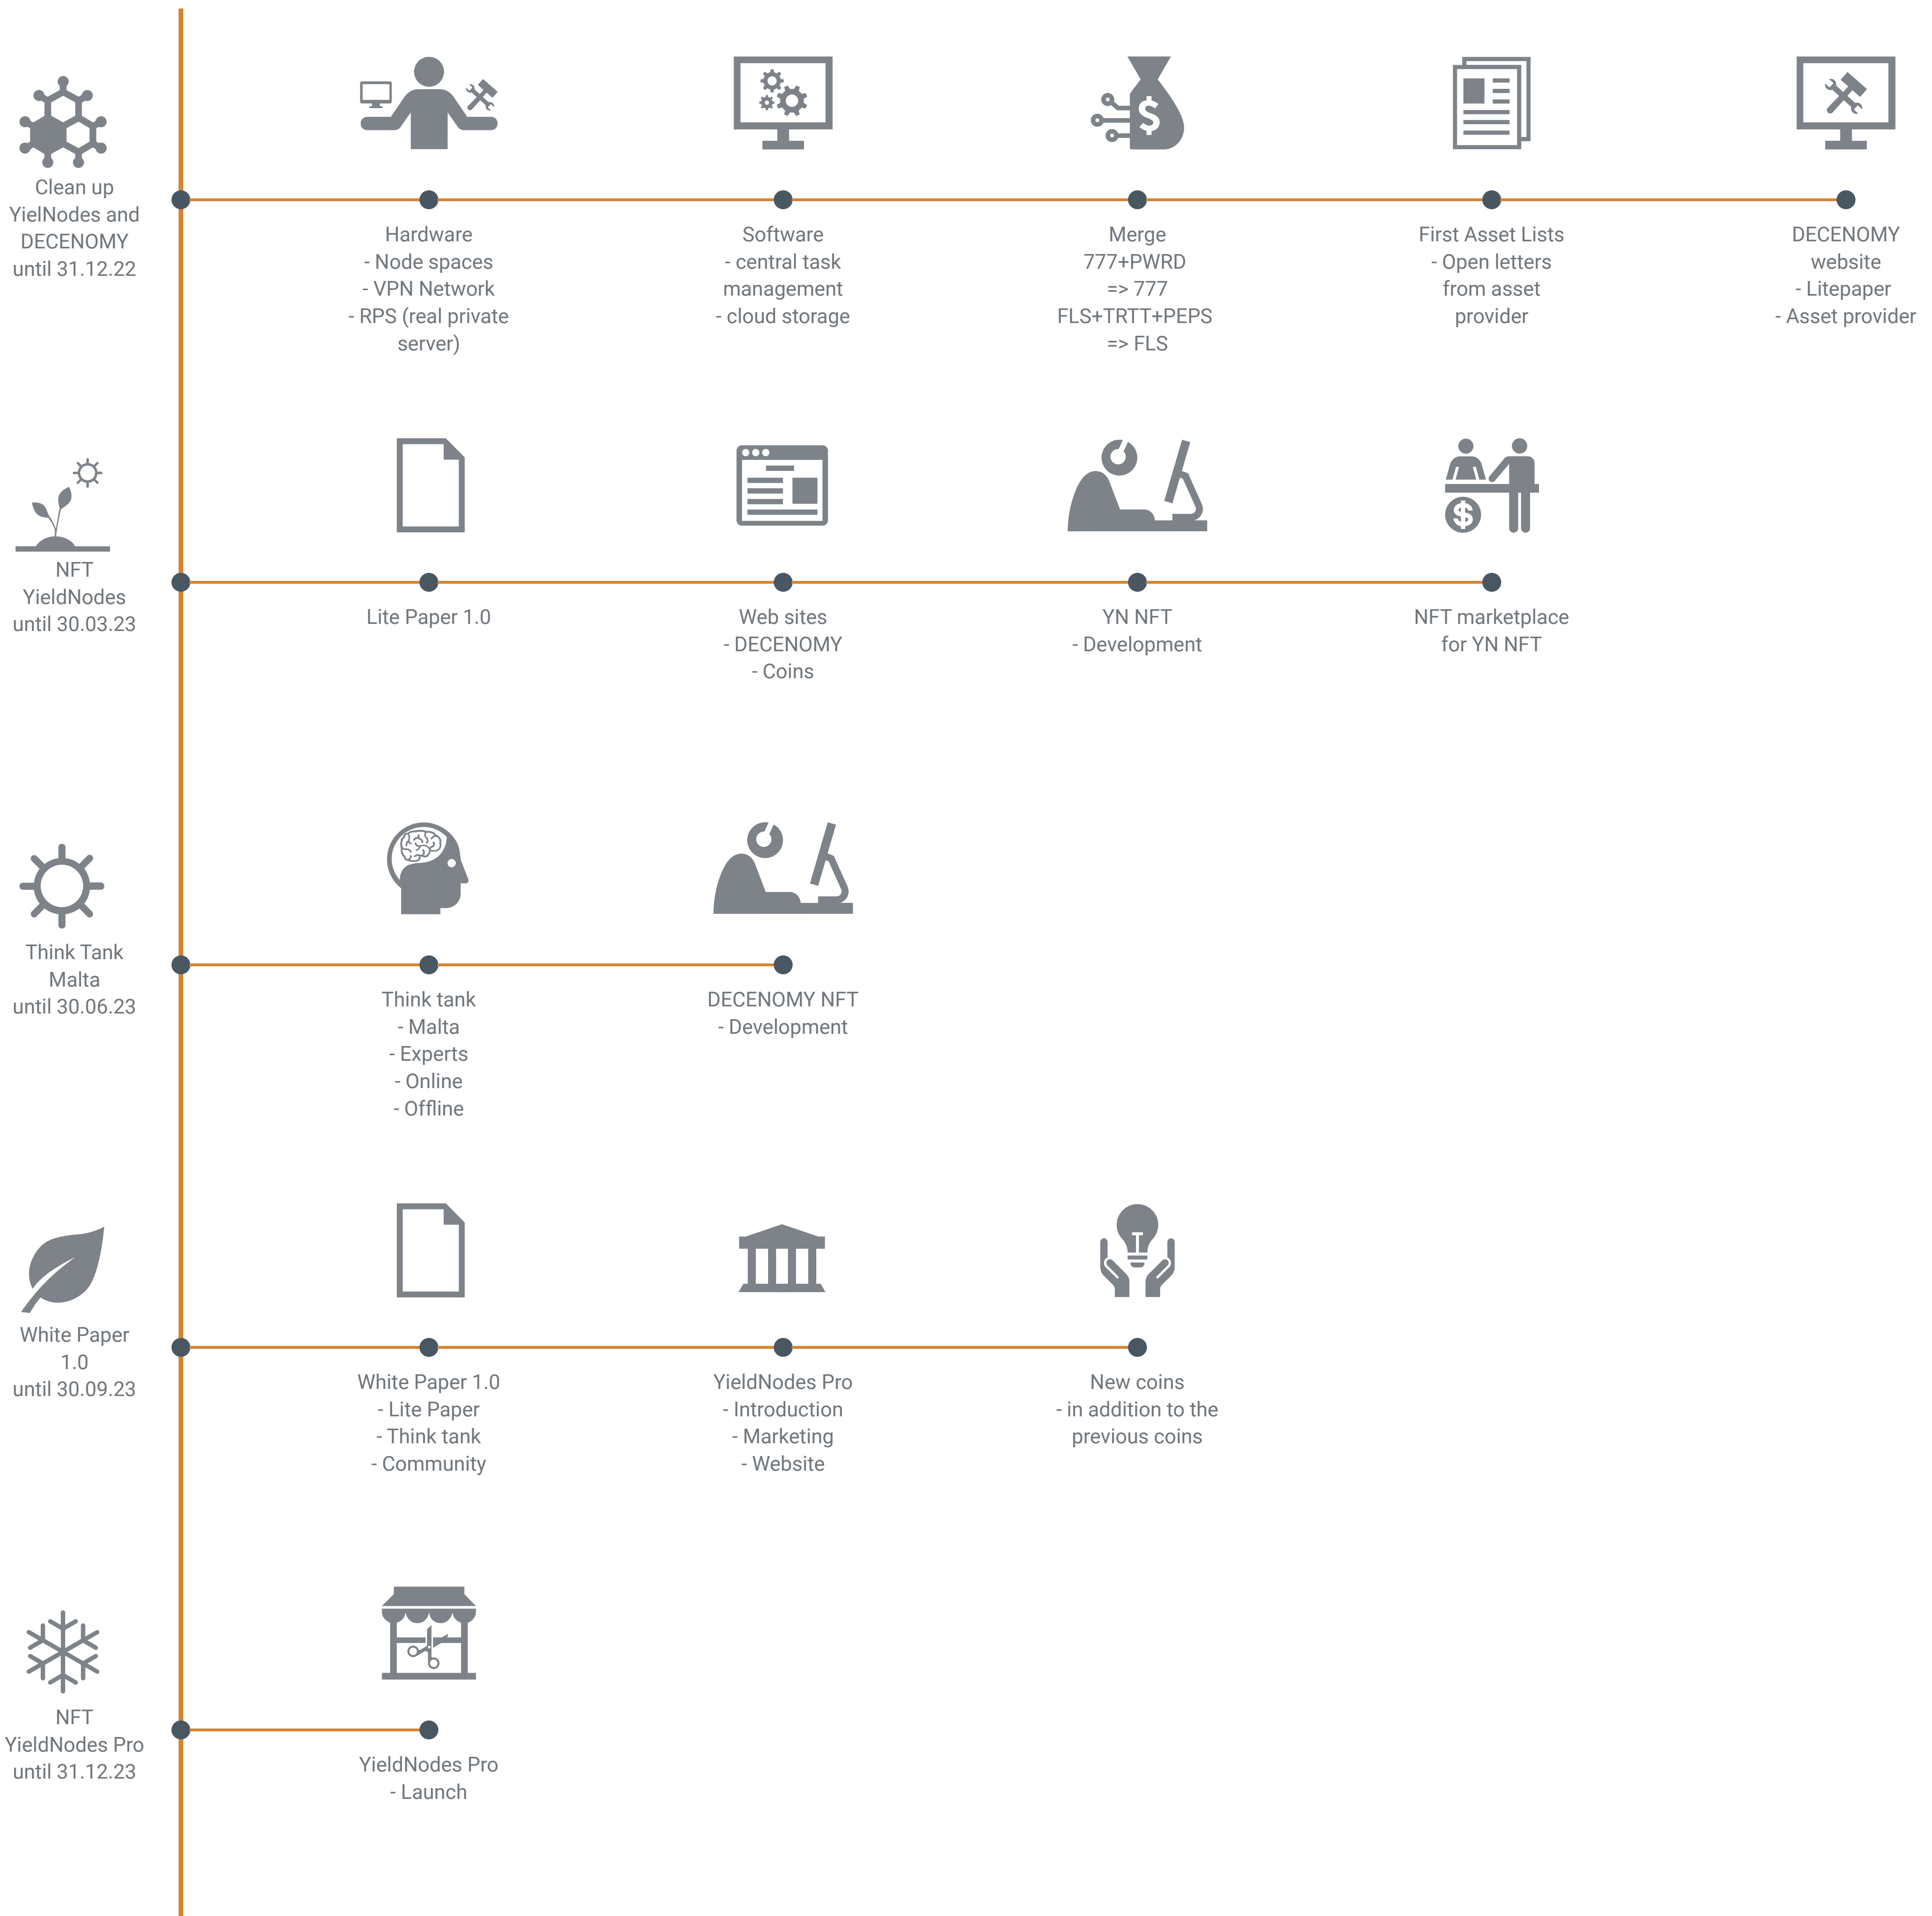 Clean up
YielNodes and
DECENOMY
until 31.12.22
Hardware
- Node spaces
- VPN Network
- RPS (real private
server)
Software
- central task
management
- cloud storage
Merge
777+PWRD
=> 777
FLS+TRTT+PEPS
=> FLS
First Asset Lists
- Open letters
from asset
provider
DECENOMY
website
- Litepaper
- Asset provider
NFT
YieldNodes
until 30.03.23
Lite Paper 1.0
Web sites
- DECENOMY
- Coins
YN NFT
- Development
NFT marketplace
for YN NFT
Think Tank
Malta
until 30.06.23
Think tank
- Malta
- Experts
- Online
- Offline
DECENOMY NFT
- Development
White Paper
1.0
until 30.09.23
White Paper 1.0
- Lite Paper
- Think tank
- Community
YieldNodes Pro
- Introduction
- Marketing
- Website
New coins
- in addition to the
previous coins
NFT
YieldNodes Pro
until 31.12.23
YieldNodes Pro
- Launch